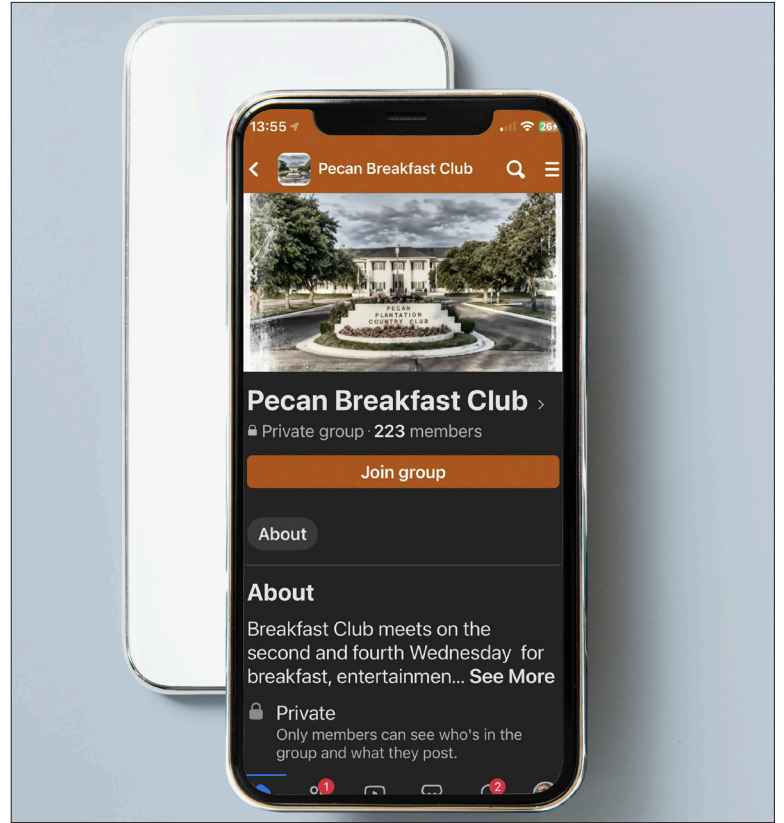 13:55
26
Pecan Breakfast Club
PECAN
PLANTATION
COUNTRY CLUB
Pecan Breakfast Club
Private group · 223 members
Join group
About
About
Breakfast Club meets on the
second and fourth Wednesday for
breakfast, entertainmen... See More
Private
Only members can see who's in the
group and what they post.
1
2